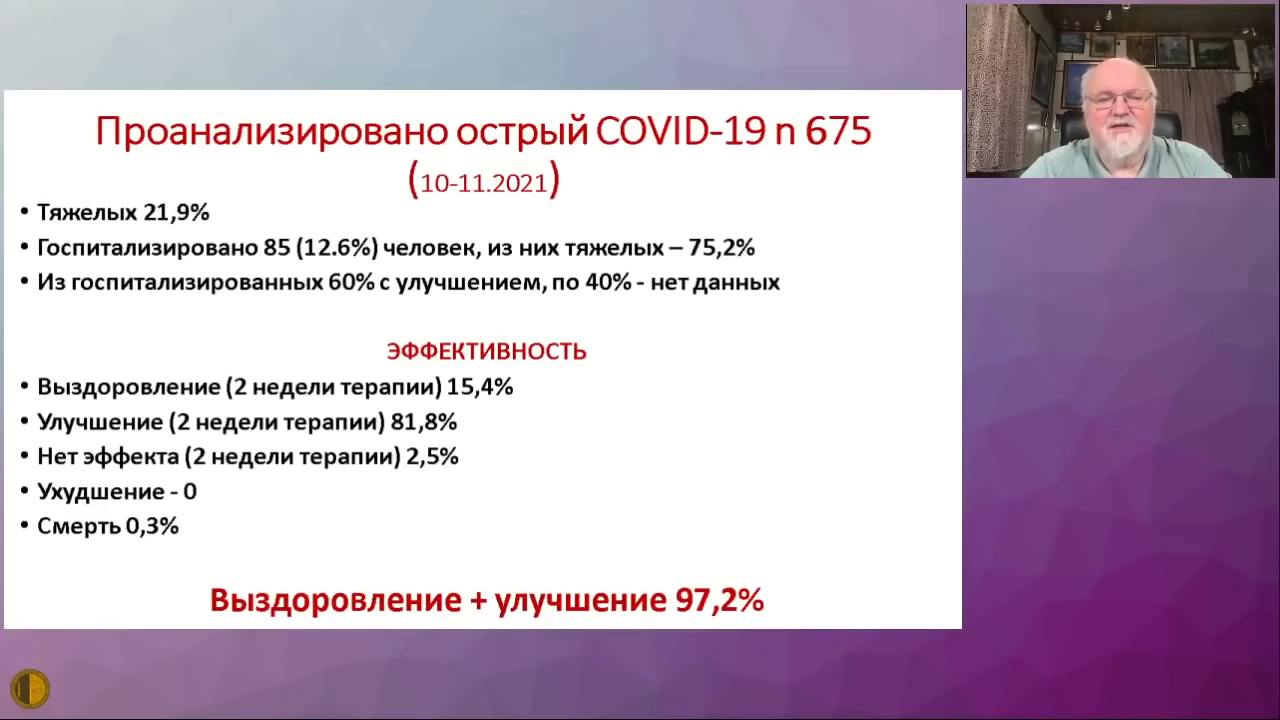 Проанализировано острый COVID-19 n 675
(10-11.2021)
• Тяжелых 21,9%
• Госпитализировано 85 (12.6%) человек, из них тяжелых – 75,2%
• Из госпитализированных 60% с улучшением, по 40% - нет данных
ЭФФЕКТИВНОСТЬ
• Выздоровление (2 недели терапии) 15,4%
• Улучшение (2 недели терапии) 81,8%
• Нет эффекта (2 недели терапии) 2,5%
• Ухудшение - 0
• Смерть 0,3%
Выздоровление + улучшение 97,2%